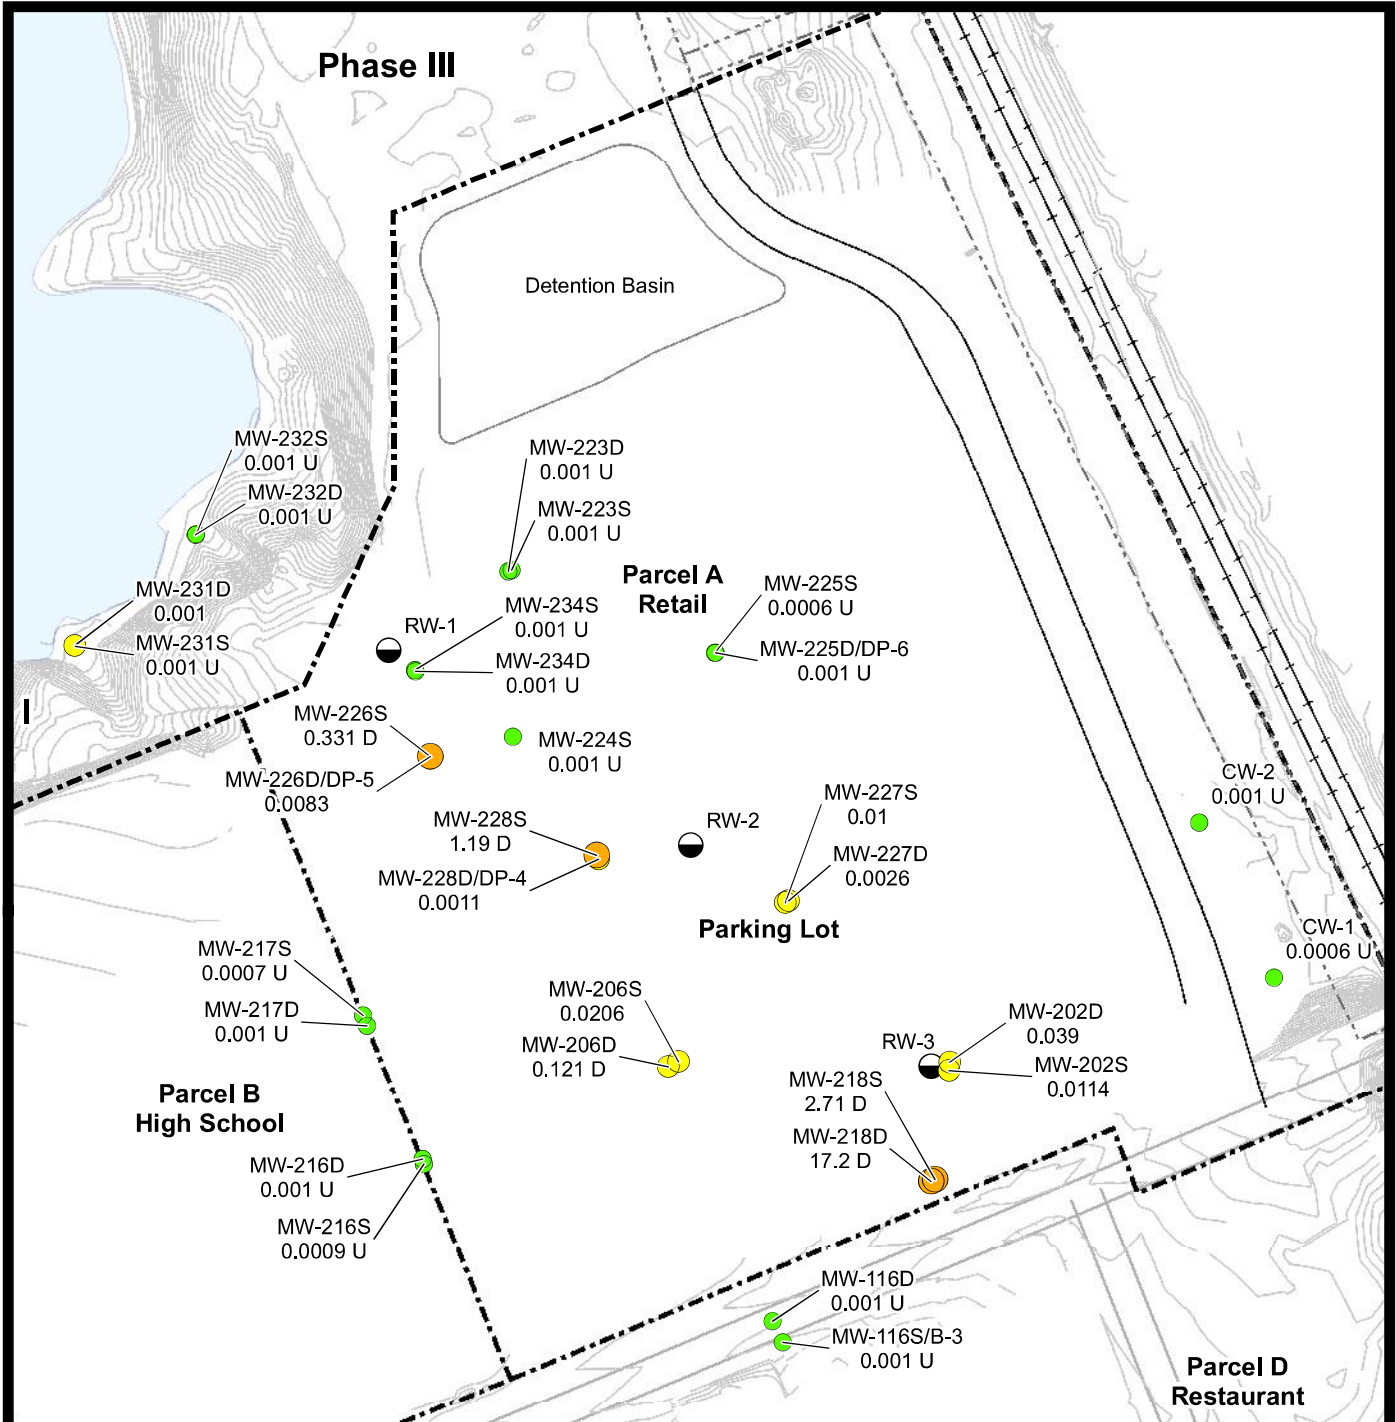 Phase III
Detention Basin
MW-232S
0.001 U
MW-232D
0.001 U
MW-223D
0.001 U
MW-223S
0.001 U
Parcel A
Retail
MW-225S
0.0006 U
MW-225D/DP-6
0.001 U
MW-231D
0.001
MW-231S
0.001 U
RW-1
MW-234S
0.001 U
MW-234D
0.001 U
I
MW-226S
0.331 D
MW-226D/DP-5
0.0083
MW-224S
0.001 U
MW-228S
1.19 D
MW-228D/DP-4
0.0011
RW-2
MW-227S
0.01
MW-227D
0.0026
CW-2
0.001 U
Parking Lot
CW-1
0.0006 U
MW-217S
0.0007 U
MW-217D
0.001 U
MW-206S
0.0206
MW-206D
0.121 D
RW-3
MW-202D
0.039
MW-202S
0.0114
MW-218S
2.71 D
MW-218D
17.2 D
Parcel B
High School
MW-216D
0.001 U
MW-216S
0.0009 U
MW-116D
0.001 U
MW-116S/B-3
0.001 U
Parcel D
Restaurant